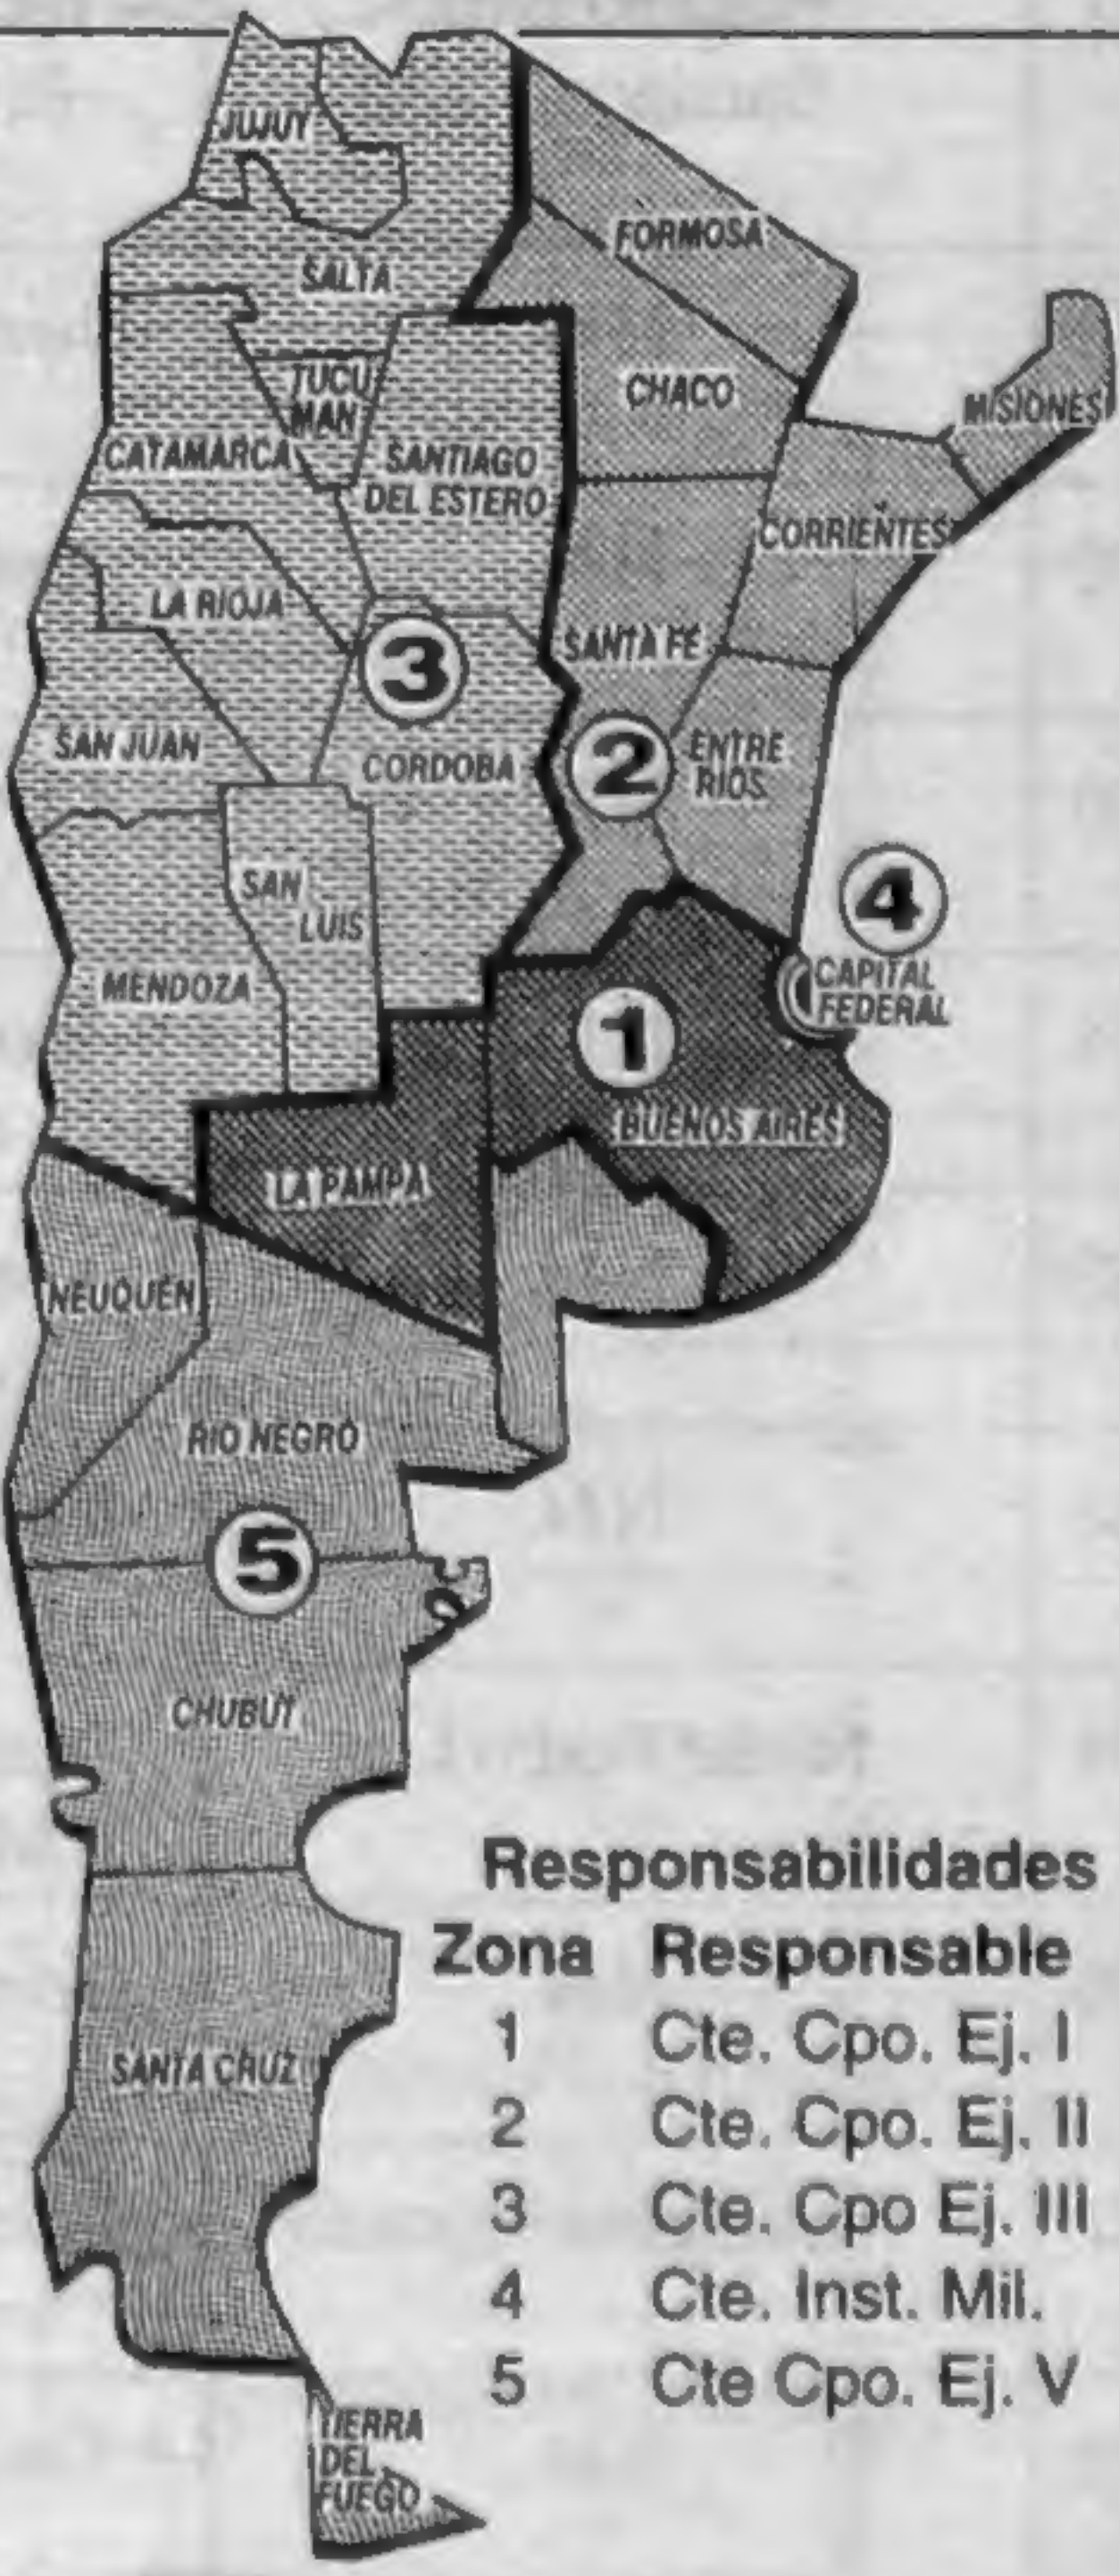 JUJUY
SALTA
FORMOSA
TUCU
MAN
CHACO
MISIONES
CATAMARCA
SANTIAGO
DEL ESTERO
CORRIENTES
LA RIOJA
SANTA FÉ
3
SAN JUAN
CORDOBA
2
ENTRE
RÍOS
SAN
LUIS
4
CAPITAL
FEDERAL
MENDOZA
1
BUENOS AIRES
LA PAMPA
NEUQUÉN
RIO NEGRO
5
CHUBUT
SANTA CRUZ
TIERRA
DEL
FUEGO
Responsabilidades
Zona Responsable
1 Cte. Cpo. Ej. I
2 Cte. Cpo. Ej. II
3 Cte. Cpo Ej. III
4 Cte. Inst. Mil.
5 Cte Cpo. Ej. V